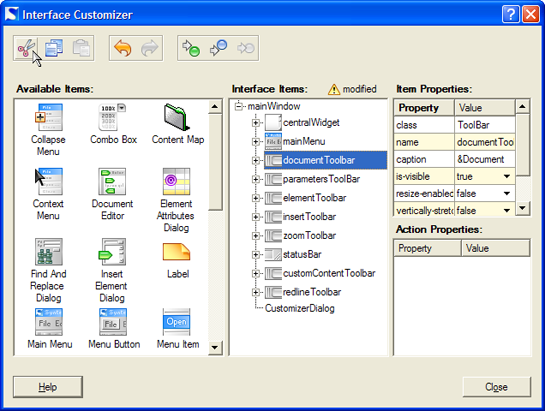 Interface Customizer
Available Items:
Interface Items:
modified
Item Properties:
Collapse Menu
Combo Box
Content Map
Context Menu
Document Editor
Element Attributes Dialog
Find And Replace Dialog
Insert Element Dialog
Label
Main Menu
Menu Button
Menu Item
File
Open
mainWindow
centralWidget
mainMenu
documentToolbar
parametersToolBar
elementToolbar
insertToolbar
zoomToolbar
statusBar
customContentToolbar
redlineToolbar
CustomizerDialog
Property Value
class ToolBar
name documentToo
caption &Document
is-visible true
resize-enabled false
vertically-stretc false
Action Properties:
Property Value
Help
Close